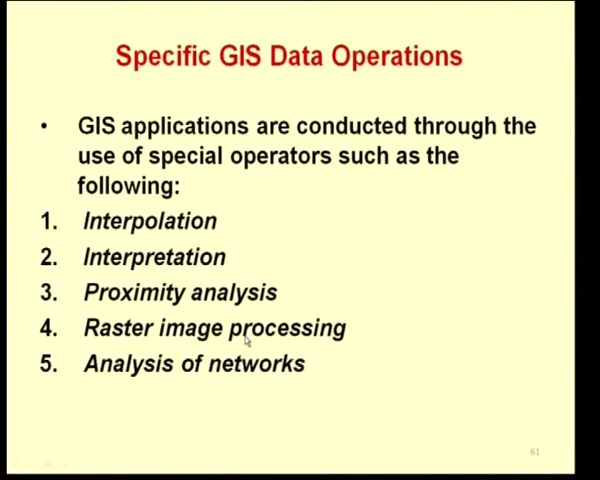 Specific GIS Data Operations
• GIS applications are conducted through the
use of special operators such as the
following:
1. Interpolation
2. Interpretation
3. Proximity analysis
4. Raster image processing
5. Analysis of networks
61